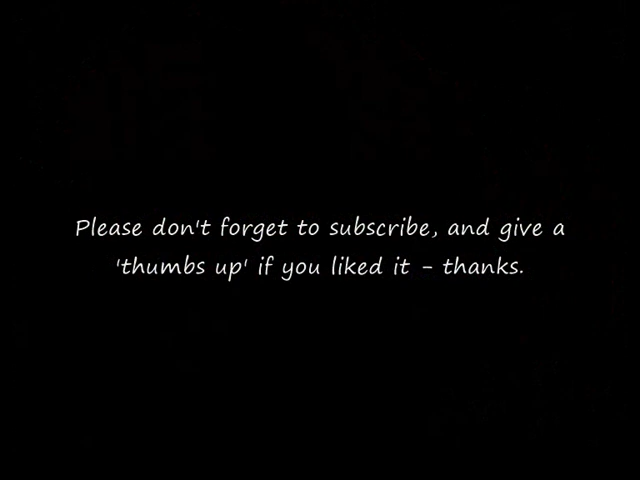 Please don't forget to subscribe, and give a
'thumbs up' if you liked it - thanks.